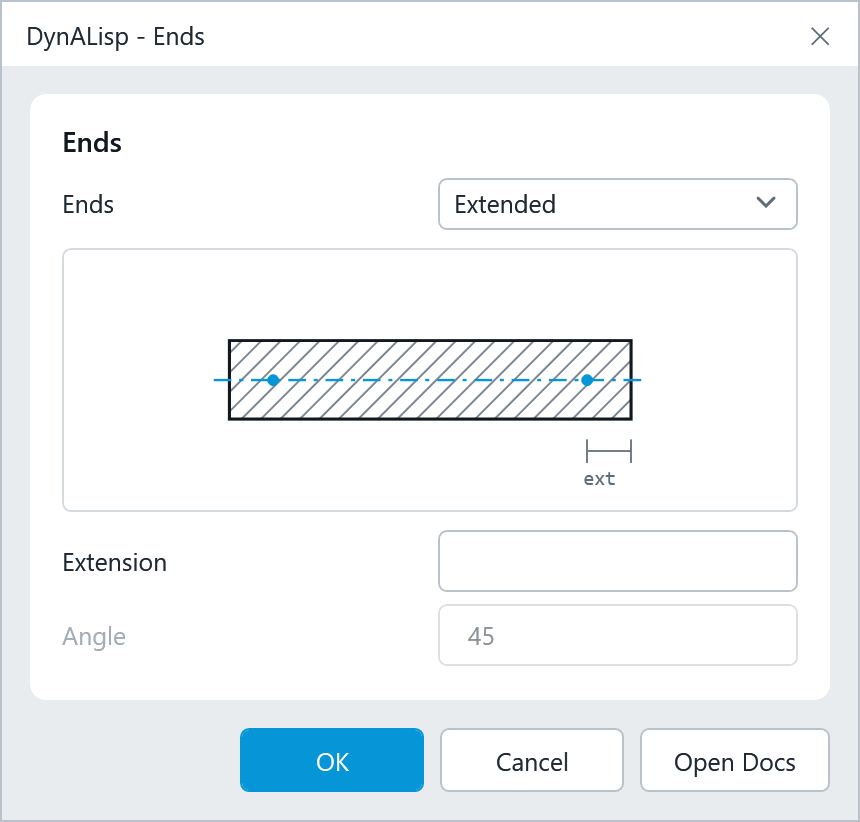 DynALisp - Ends
Ends
Ends
Extended
ext
Extension
Angle
45
OK
Cancel
Open Docs